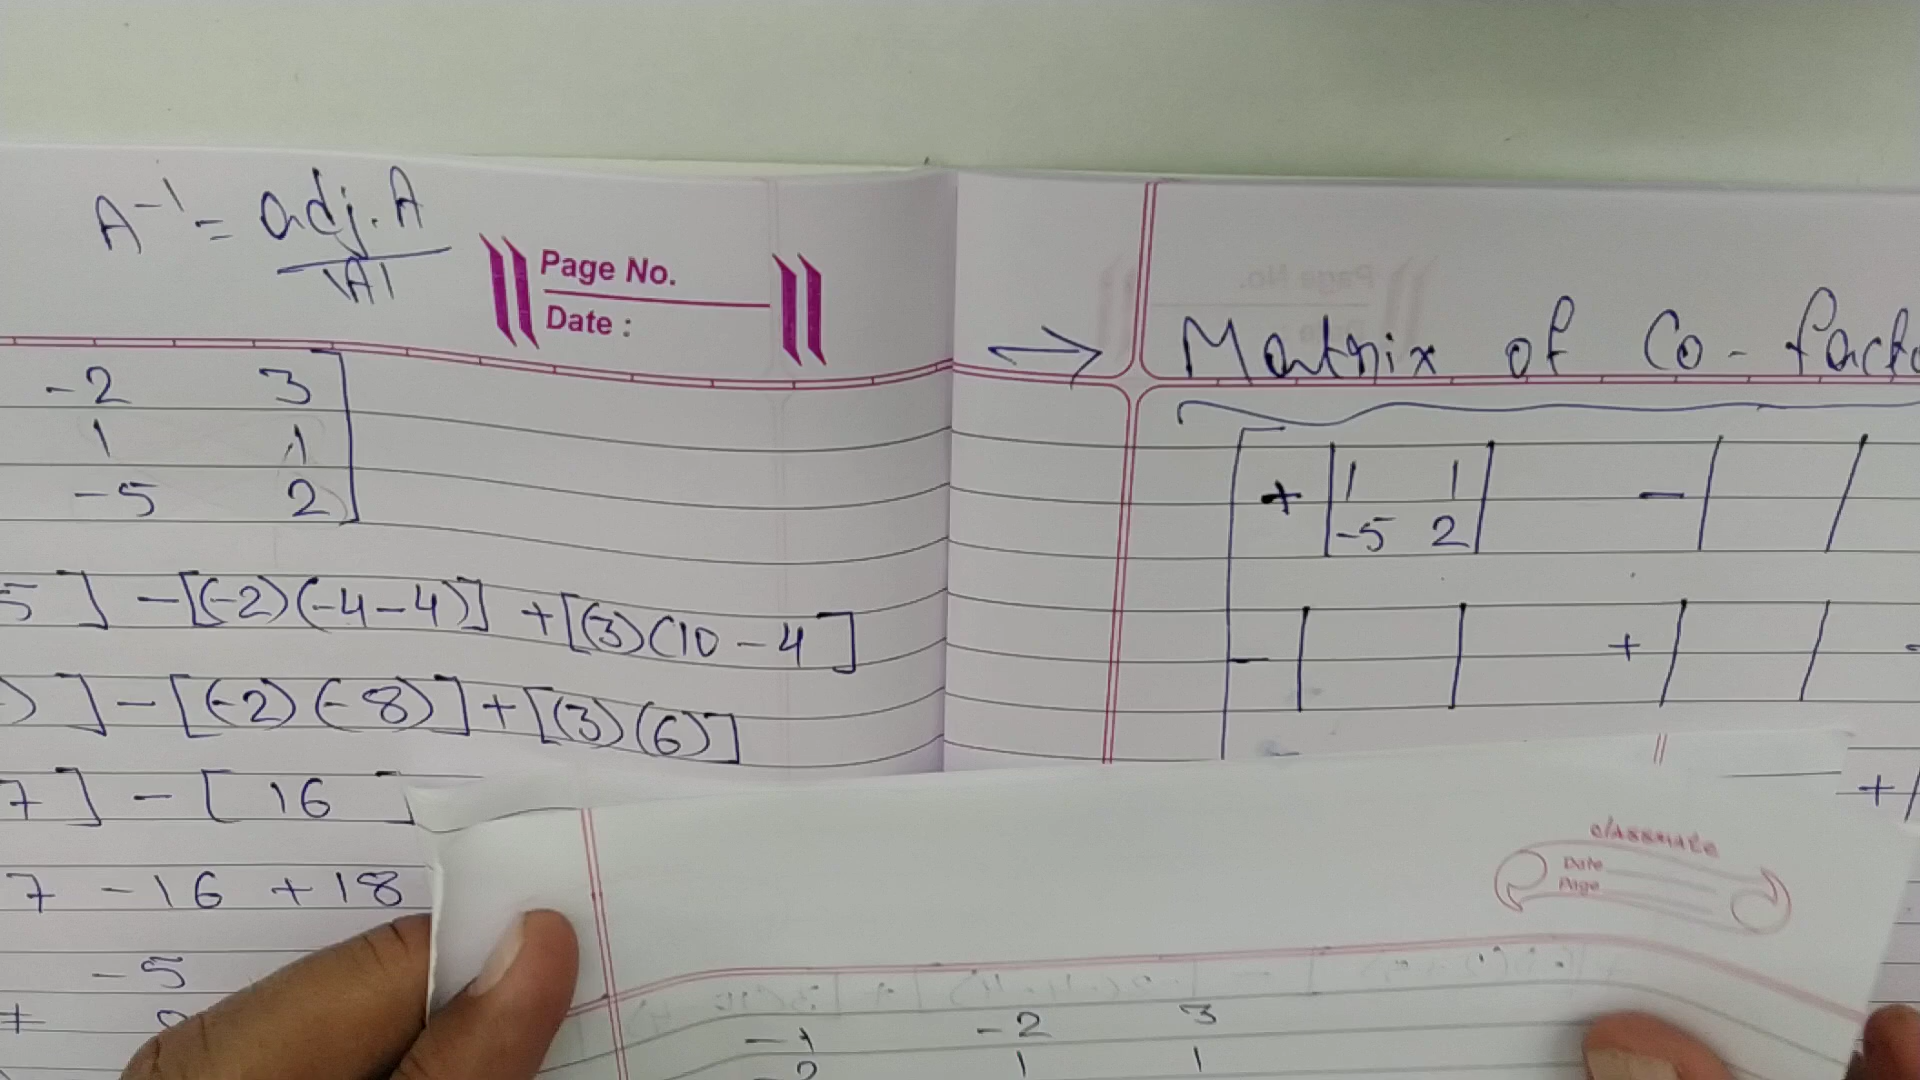 A⁻¹ = adj. A
|A|
Page No.
Date :
-2 3
1 1
-5 2
5 ] - [(-2)(-4-4)] + [(3)(10-4 ]
) ] - [(-2)(-8)] + [(3)(6)]
7 ] - [ 16 ]
7 - 16 + 18
-5
≠
→ Matrix of Co-facto
+ | 1 1 | - | |
|-5 2 |
- | | + | |
+ |
classmate
Date
Page
-1 -2 3
1 1